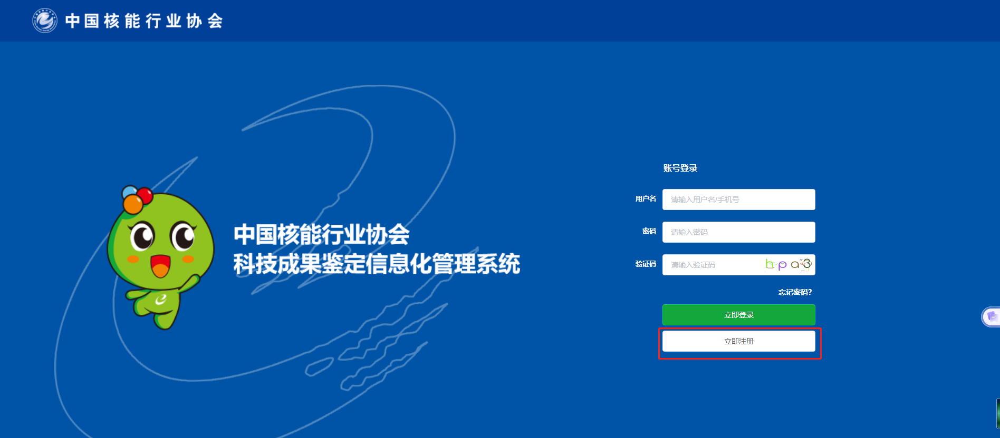 中国核能行业协会
中国核能行业协会
科技成果鉴定信息化管理系统
账号登录
用户名
请输入用户名/手机号
密码
请输入密码
验证码
请输入验证码
bpa3
忘记密码?
立即登录
立即注册